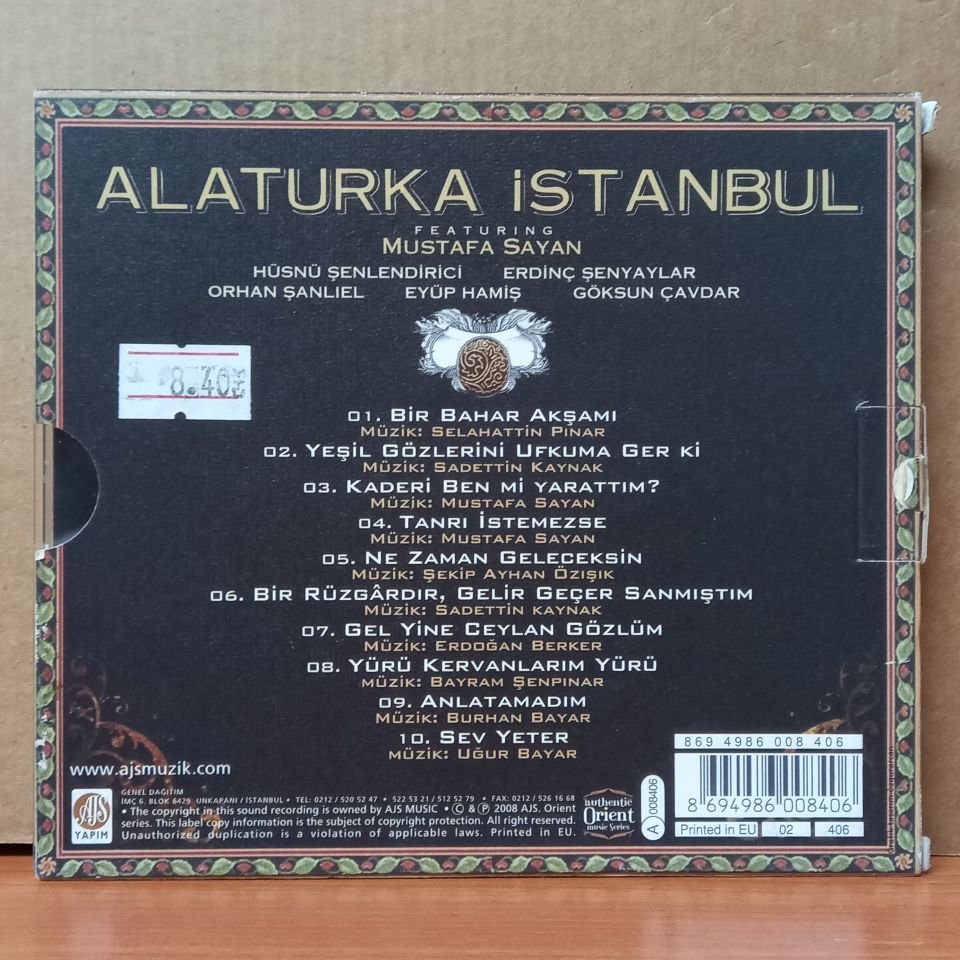 ALATURKA iSTANBUL
FEATURING
MUSTAFA SAYAN
HÜSNÜ ŞENLENDİRİCİ ERDİNÇ ŞENYAYLAR
ORHAN ŞANLIEL EYÜP HAMİŞ GÖKSUN ÇAVDAR
8.40
01. BİR BAHAR AKŞAMI
MÜZİK: SELAHATTİN PINAR
02. YEŞİL GÖZLERİNİ UFKUMA GER Kİ
MÜZİK: SADETTİN KAYNAK
03. KADERİ BEN Mİ YARATTIM?
MÜZİK: MUSTAFA SAYAN
04. TANRI İSTEMEZSE
MÜZİK: MUSTAFA SAYAN
05. NE ZAMAN GELECEKSİN
MÜZİK: ŞEKİP AYHAN ÖZIŞIK
06. BİR RÜZGÂRDIR, GELİR GEÇER SANMIŞTIM
MÜZİK: SADETTİN KAYNAK
07. GEL YİNE CEYLAN GÖZLÜM
MÜZİK: ERDOĞAN BERKER
08. YÜRÜ KERVANLARIM YÜRÜ
MÜZİK: BAYRAM ŞENPINAR
09. ANLATAMADIM
MÜZİK: BURHAN BAYAR
10. SEV YETER
MÜZİK: UĞUR BAYAR
www.ajsmuzik.com
AJS
YAPIM
GENEL DAĞITIM
İMÇ 6. BLOK 6429 UNKAPANI / İSTANBUL • TEL: 0212 / 520 52 47 • 522 53 21 / 512 52 79 • FAX: 0212 / 526 16 68
• The copyright in this sound recording is owned by AJS MUSIC • © & ℗ 2008 AJS. Orient
series. This label copy information is the subject of copyright protection. All right reserved.
Unauthorized duplication is a violation of applicable laws. Printed in EU.
authentic
Orient
music Series
A 008406
869 4986 008 406
8 694986 008406
Printed in EU 02 406